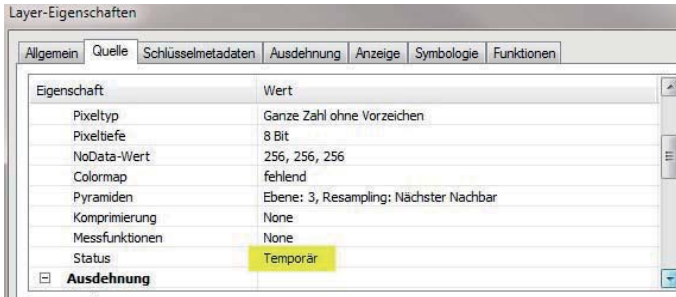 Layer-Eigenschaften
Allgemein Quelle Schlüsselmetadaten Ausdehnung Anzeige Symbologie Funktionen
Eigenschaft Wert
Pixeltyp Ganze Zahl ohne Vorzeichen
Pixeltiefe 8 Bit
NoData-Wert 256, 256, 256
Colormap fehlend
Pyramiden Ebene: 3, Resampling: Nächster Nachbar
Komprimierung None
Messfunktionen None
Status Temporär
Ausdehnung